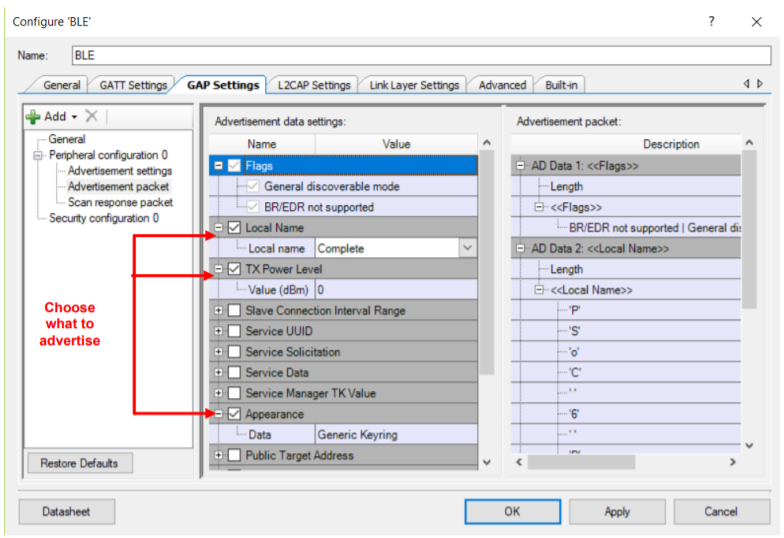 Configure 'BLE'
?
Name:
BLE
General
GATT Settings
GAP Settings
L2CAP Settings
Link Layer Settings
Advanced
Built-in
Add
General
Peripheral configuration 0
Advertisement settings
Advertisement packet
Scan response packet
Security configuration 0
Choose
what to
advertise
Restore Defaults
Advertisement data settings:
Name Value
Flags
General discoverable mode
BR/EDR not supported
Local Name
Local name Complete
TX Power Level
Value (dBm) 0
Slave Connection Interval Range
Service UUID
Service Solicitation
Service Data
Service Manager TK Value
Appearance
Data Generic Keyring
Public Target Address
Advertisement packet:
Description
AD Data 1: <<Flags>>
Length
<<Flags>>
BR/EDR not supported | General dis
AD Data 2: <<Local Name>>
Length
<<Local Name>>
'P'
'S'
'o'
'C'
' '
'6'
' '
Datasheet
OK
Apply
Cancel